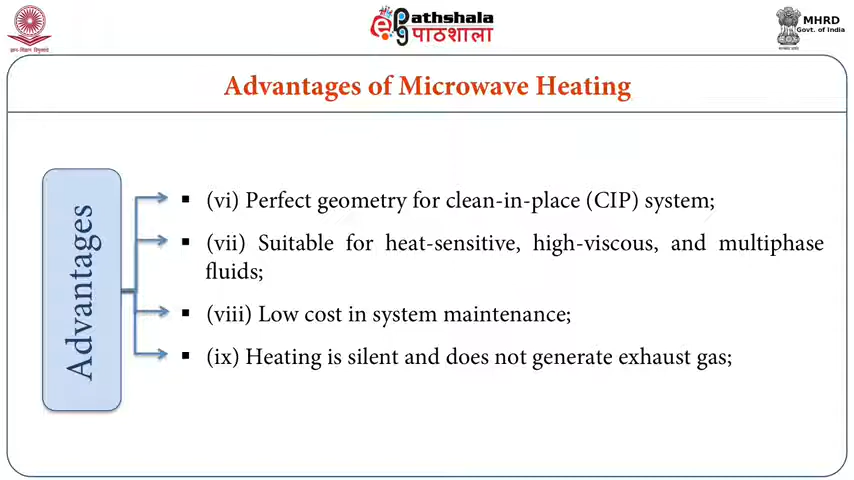 ePG Pathshala
पाठशाला
MHRD
Govt. of India
Advantages of Microwave Heating
Advantages
▪ (vi) Perfect geometry for clean-in-place (CIP) system;
▪ (vii) Suitable for heat-sensitive, high-viscous, and multiphase
fluids;
▪ (viii) Low cost in system maintenance;
▪ (ix) Heating is silent and does not generate exhaust gas;